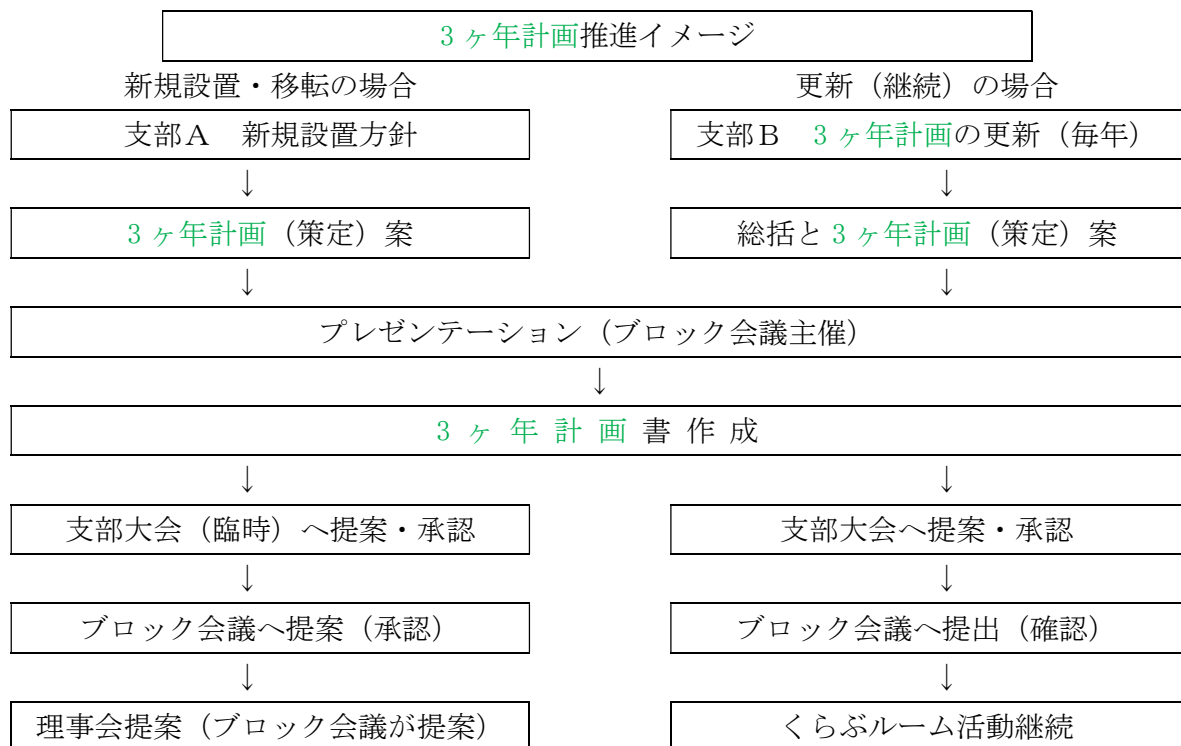 3ヶ年計画推進イメージ
新規設置・移転の場合
更新(継続)の場合
支部A 新規設置方針
支部B 3ヶ年計画の更新(毎年)
↓
↓
3ヶ年計画(策定)案
総括と3ヶ年計画(策定)案
↓
↓
プレゼンテーション(ブロック会議主催)
↓
3ヶ年計画書作成
↓
↓
支部大会(臨時)へ提案・承認
支部大会へ提案・承認
↓
↓
ブロック会議へ提案(承認)
ブロック会議へ提出(確認)
↓
↓
理事会提案(ブロック会議が提案)
くらぶルーム活動継続